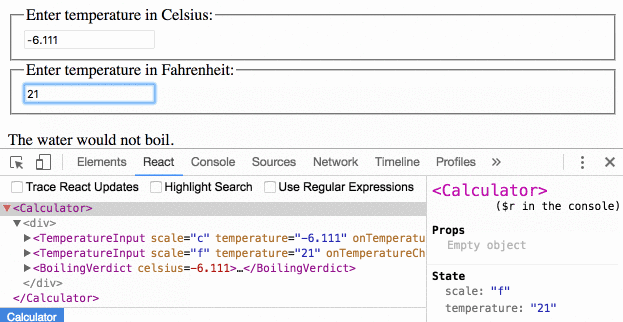 Enter temperature in Celsius:
-6.111
Enter temperature in Fahrenheit:
21
The water would not boil.
Elements React Console Sources Network Timeline Profiles »
Trace React Updates Highlight Search Use Regular Expressions
<Calculator>
<div>
<TemperatureInput scale="c" temperature="-6.111" onTemperatu
<TemperatureInput scale="f" temperature="21" onTemperatureCh
<BoilingVerdict celsius=-6.111>…</BoilingVerdict>
</div>
</Calculator>
Calculator
<Calculator>
($r in the console)
Props
Empty object
State
scale: "f"
temperature: "21"